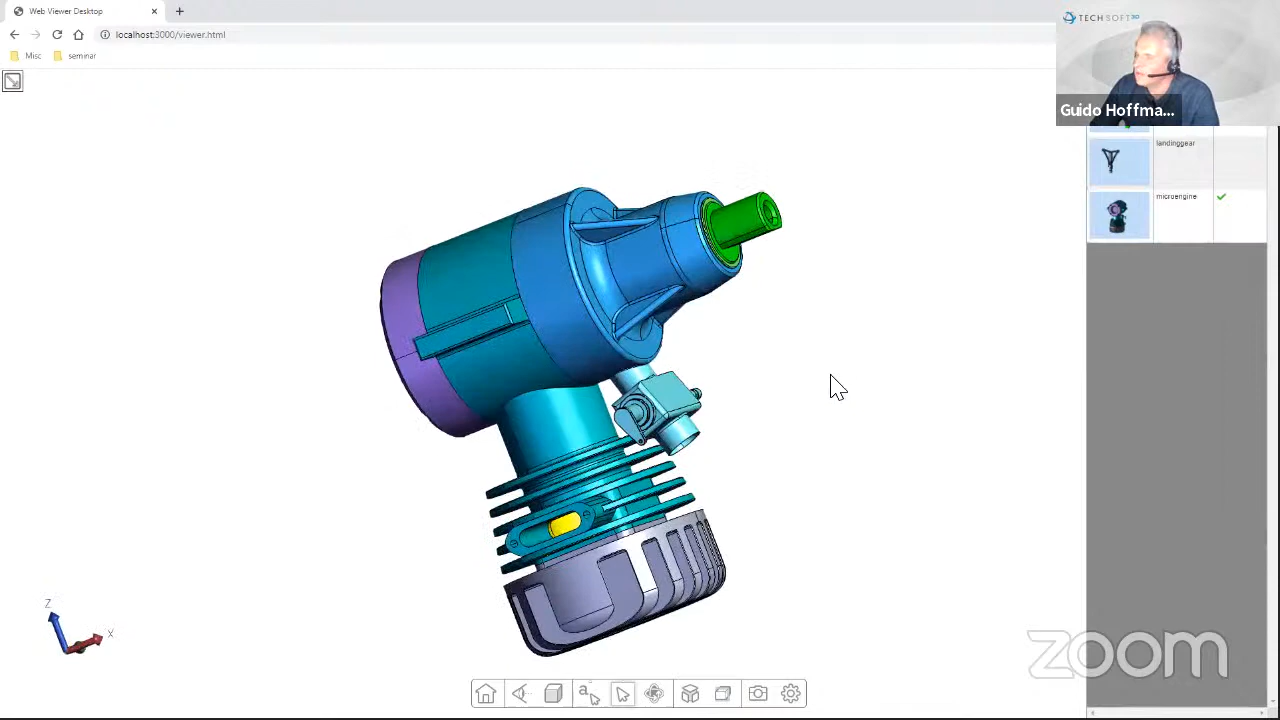 Web Viewer Desktop
localhost:3000/viewer.html
Misc
seminar
TECH SOFT 3D
Guido Hoffma...
landinggear
microengine
Z
X
a
zoom